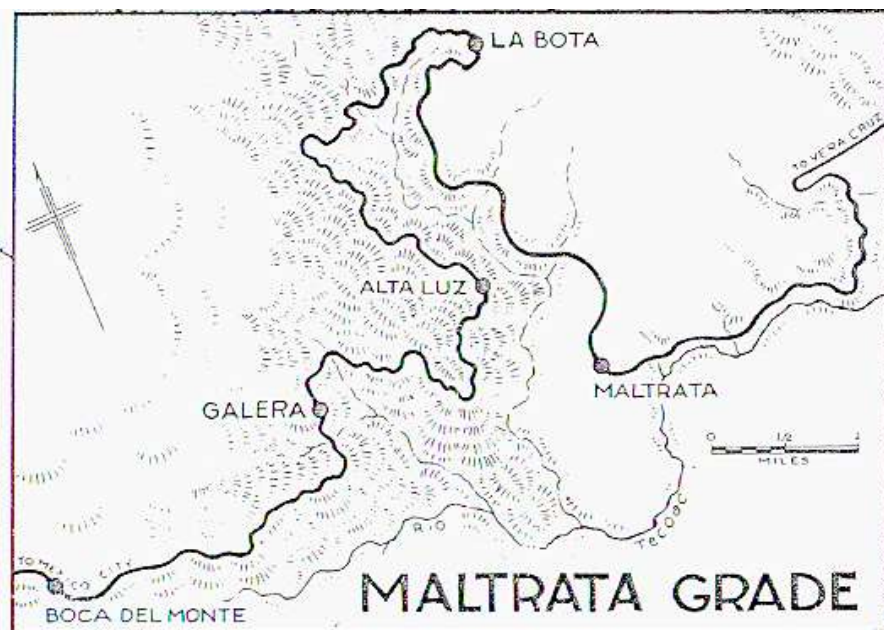 LA BOTA
TO VERA CRUZ
ALTA LUZ
MALTRATA
GALERA
0 1/2 1
MILES
RIO
TECOAC
TO MEXICO CITY
BOCA DEL MONTE
MALTRATA GRADE